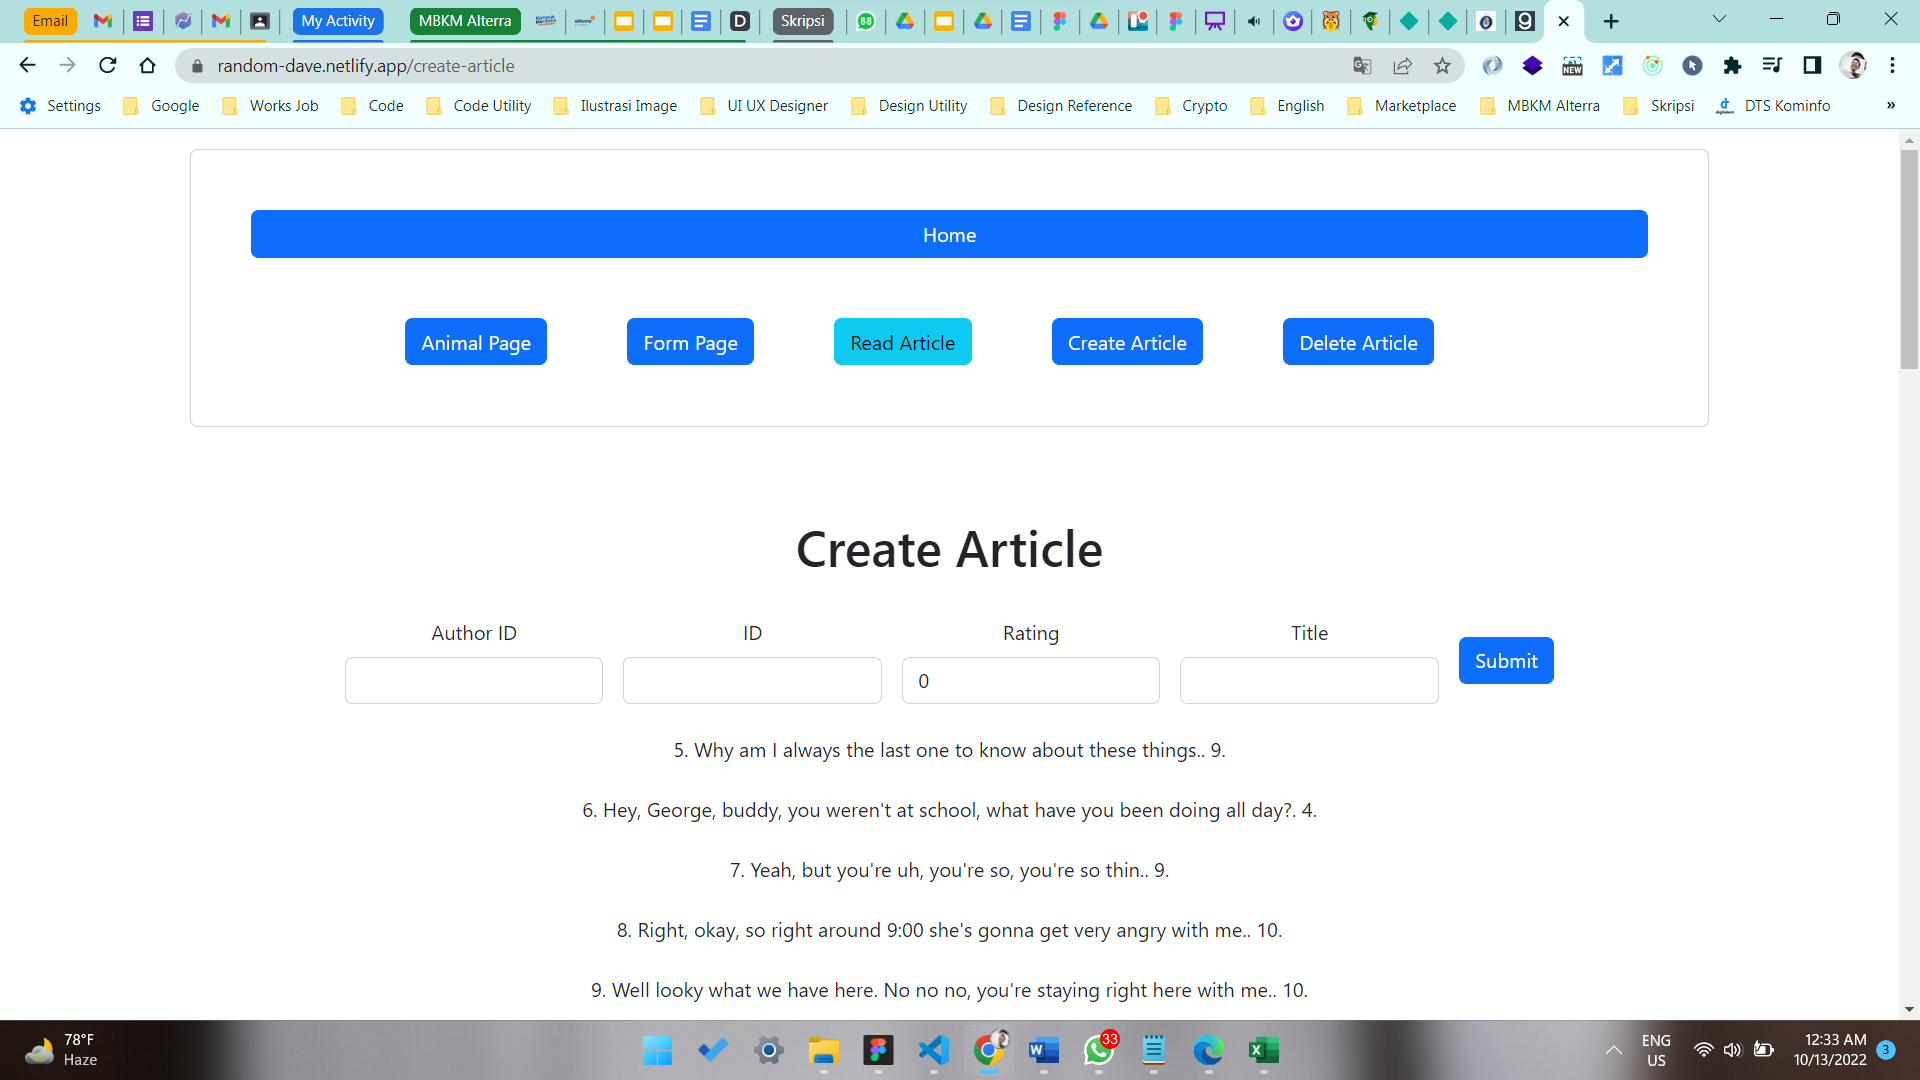 Email
My Activity
MBKM Alterra
Skripsi
random-dave.netlify.app/create-article
Settings Google Works Job Code Code Utility Ilustrasi Image UI UX Designer Design Utility Design Reference Crypto English Marketplace MBKM Alterra Skripsi DTS Kominfo »
Home
Animal Page Form Page Read Article Create Article Delete Article
Create Article
Author ID ID Rating Title
0
Submit
5. Why am I always the last one to know about these things.. 9.
6. Hey, George, buddy, you weren't at school, what have you been doing all day?. 4.
7. Yeah, but you're uh, you're so, you're so thin.. 9.
8. Right, okay, so right around 9:00 she's gonna get very angry with me.. 10.
9. Well looky what we have here. No no no, you're staying right here with me.. 10.
78°F
Haze
33
ENG
US
12:33 AM
10/13/2022
3